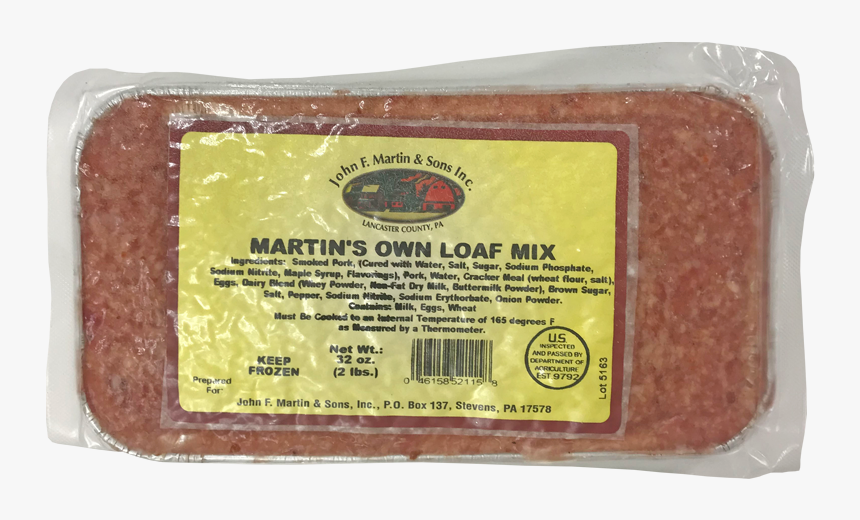 John F. Martin & Sons Inc.
LANCASTER COUNTY, PA
MARTIN'S OWN LOAF MIX
Ingredients: Smoked Pork, (Cured with Water, Salt, Sugar, Sodium Phosphate,
Sodium Nitrite, Maple Syrup, Flavorings), Pork, Water, Cracker Meal (wheat flour, salt),
Eggs, Dairy Blend (Whey Powder, Non-Fat Dry Milk, Buttermilk Powder), Brown Sugar,
Salt, Pepper, Sodium Nitrite, Sodium Erythorbate, Onion Powder.
Contains: Milk, Eggs, Wheat
Must Be Cooked to an Internal Temperature of 165 degrees F
as Measured by a Thermometer.
KEEP
FROZEN
Net Wt.:
32 oz.
(2 lbs.)
0 46158 52115 8
U.S.
INSPECTED
AND PASSED BY
DEPARTMENT OF
AGRICULTURE
EST 9792
Lot 5163
Prepared
For:
John F. Martin & Sons, Inc., P.O. Box 137, Stevens, PA 17578